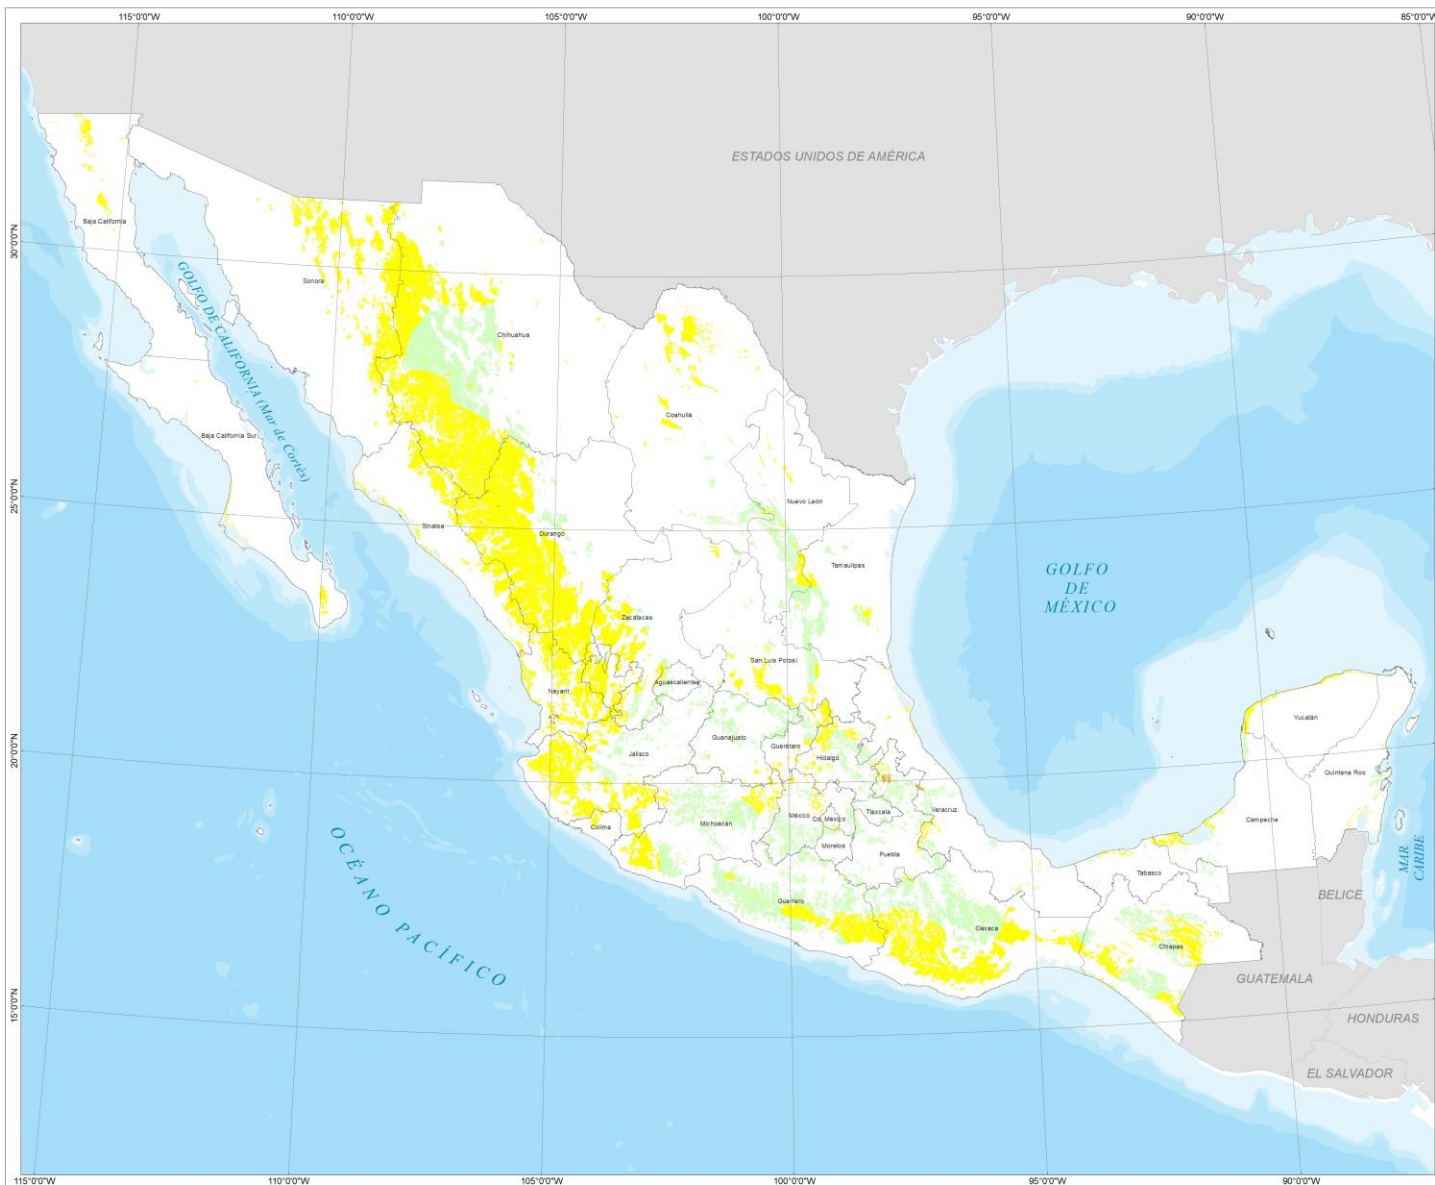 115°0'0"W
110°0'0"W
105°0'0"W
100°0'0"W
95°0'0"W
90°0'0"W
85°0'0"W
ESTADOS UNIDOS DE AMÉRICA
30°0'0"N
Baja California
Sonora
GOLFO DE CALIFORNIA (Mar de Cortés)
Chihuahua
Coahuila
Baja California Sur
25°0'0"N
Nuevo León
Sinaloa
Durango
Tamaulipas
GOLFO
DE
MÉXICO
Zacatecas
San Luis Potosí
Aguascalientes
Nayarit
Yucatán
20°0'0"N
Guanajuato
Querétaro
Jalisco
Hidalgo
Quintana Roo
Veracruz
México
Cd. México
Tlaxcala
Michoacán
Colima
Campeche
Morelos
Puebla
MAR
CARIBE
Tabasco
BELICE
Guerrero
Oaxaca
Chiapas
OCÉANO PACÍFICO
GUATEMALA
15°0'0"N
HONDURAS
EL SALVADOR
115°0'0"W
110°0'0"W
105°0'0"W
100°0'0"W
95°0'0"W
90°0'0"W